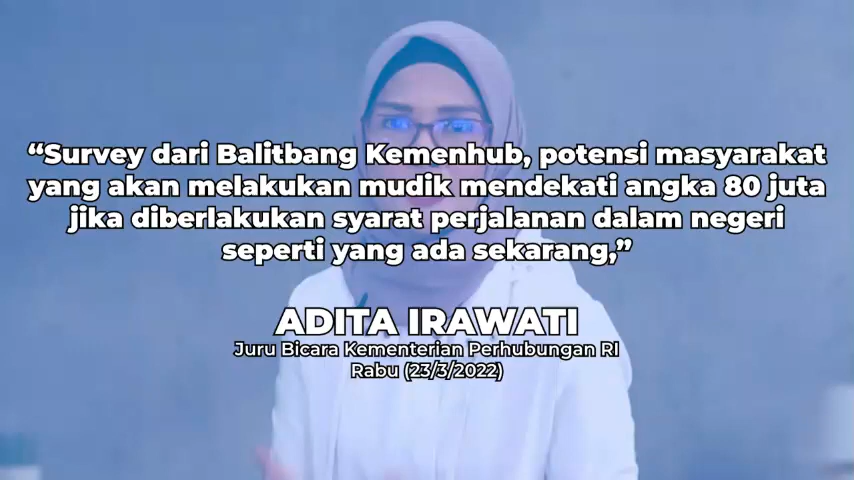 “Survey dari Balitbang Kemenhub, potensi masyarakat
yang akan melakukan mudik mendekati angka 80 juta
jika diberlakukan syarat perjalanan dalam negeri
seperti yang ada sekarang,”
ADITA IRAWATI
Juru Bicara Kementerian Perhubungan RI
Rabu (23/3/2022)